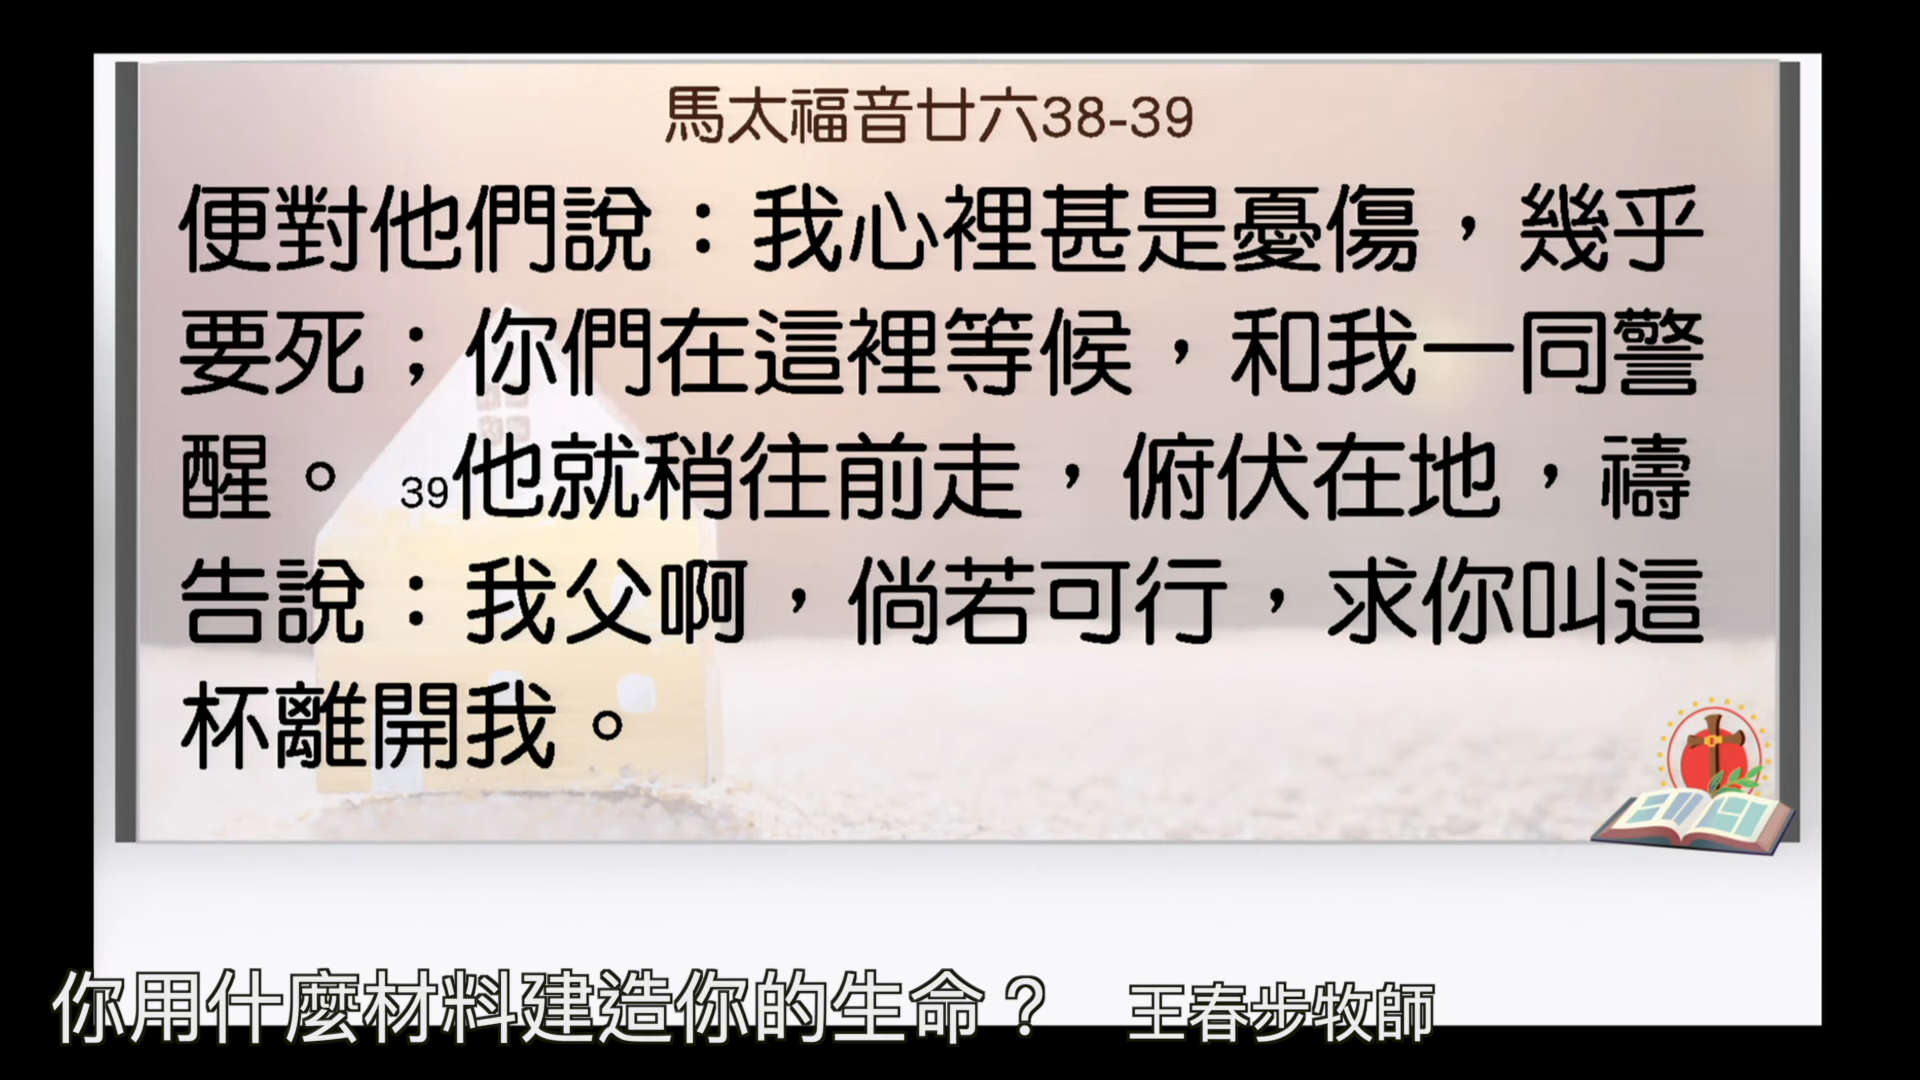 馬太福音廿六38-39
便對他們說：我心裡甚是憂傷，幾乎
要死；你們在這裡等候，和我一同警
醒。 39他就稍往前走，俯伏在地，禱
告說：我父啊，倘若可行，求你叫這
杯離開我。
你用什麼材料建造你的生命？ 王春步牧師